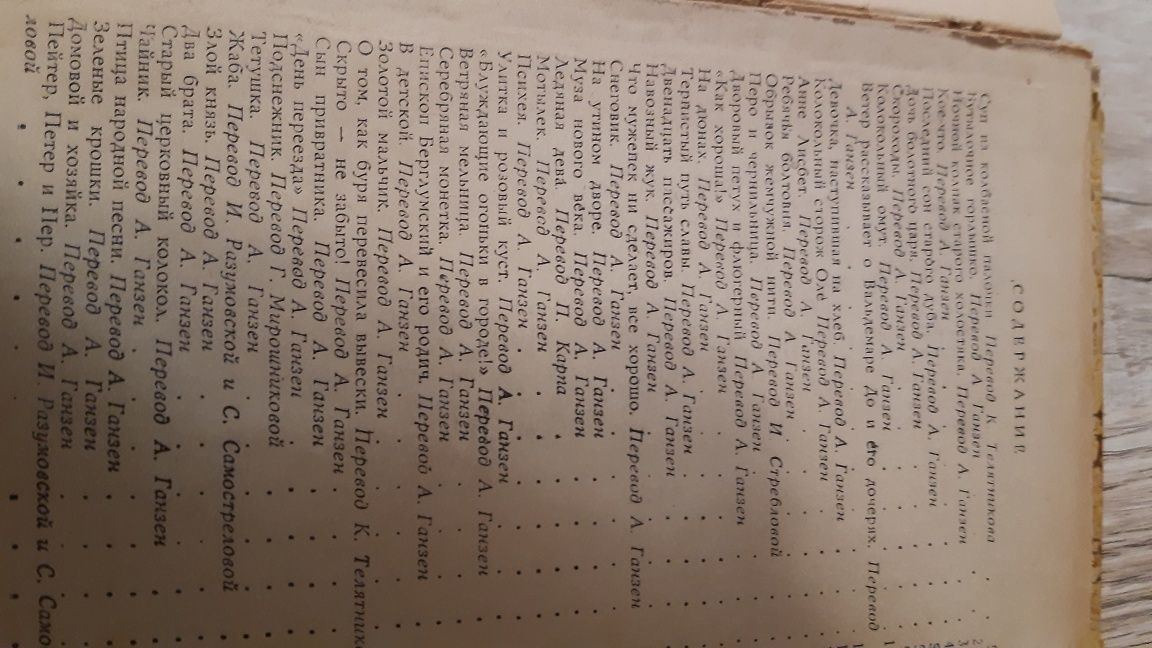 СОДЕРЖАНИЕ
Суп из колбасной палочки. Перевод К. Телятникова
Бутылочное горлышко. Перевод А. Ганзен
Ночной колпак старого холостяка. Перевод А. Ганзен
Кое-что. Перевод А. Ганзен
Последний сон старого дуба. Перевод А. Ганзен
Дочь болотного царя. Перевод А. Ганзен
Скороходы. Перевод А. Ганзен
Колокольный омут. Перевод А. Ганзен
Ветер рассказывает о Вальдемаре До и его дочерях. Перевод
А. Ганзен
Девочка, наступившая на хлеб. Перевод А. Ганзен
Колокольный сторож Оле. Перевод А. Ганзен
Анне Лисбет. Перевод А. Ганзен
Ребячья болтовня. Перевод А. Ганзен
Обрывок жемчужной нити. Перевод И. Стребловой
Перо и чернильница. Перевод А. Ганзен
Дворовый петух и флюгерный. Перевод А. Ганзен
«Как хороша!» Перевод А. Ганзен
На дюнах. Перевод А. Ганзен
Тернистый путь славы. Перевод А. Ганзен
Двенадцать пассажиров. Перевод А. Ганзен
Навозный жук. Перевод А. Ганзен
Что муженек ни сделает, все хорошо. Перевод А. Ганзен
Снеговик. Перевод А. Ганзен
На утином дворе. Перевод А. Ганзен
Муза нового века. Перевод А. Ганзен
Ледяная дева. Перевод П. Карпа
Мотылек. Перевод А. Ганзен
Психея. Перевод А. Ганзен
Улитка и розовый куст. Перевод А. Ганзен
«Блуждающие огоньки в городе!» Перевод А. Ганзен
Ветряная мельница. Перевод А. Ганзен
Серебряная монетка. Перевод А. Ганзен
Епископ Берглумский и его родич. Перевод А. Ганзен
В детской. Перевод А. Ганзен
Золотой мальчик. Перевод А. Ганзен
О том, как буря перевесила вывески. Перевод К. Телятник
Скрыто — не забыто! Перевод А. Ганзен
Сын привратника. Перевод А. Ганзен
«День переезда» Перевод А. Ганзен
Подснежник. Перевод Г. Мирошниковой
Тетушка. Перевод А. Ганзен
Жаба. Перевод И. Разумовской и С. Самостреловой
Злой князь. Перевод А. Ганзен
Два брата. Перевод А. Ганзен
Старый церковный колокол. Перевод А. Ганзен
Чайник. Перевод А. Ганзен
Птица народной песни. Перевод А. Ганзен
Зеленые крошки. Перевод А. Ганзен
Домовой и хозяйка. Перевод А. Ганзен
Пейтер, Петер и Пер. Перевод И. Разумовской и С. Само
ловой